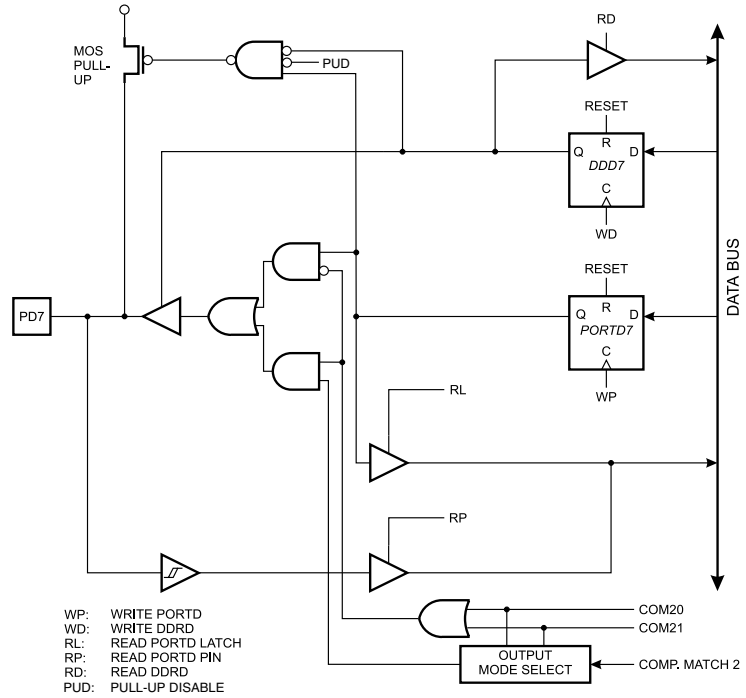 MOS
PULL-
UP
PUD
RD
RESET
R
Q
D
DDD7
C
WD
RESET
R
Q
D
PORTD7
C
WP
DATA BUS
PD7
RL
RP
WP: WRITE PORTD
WD: WRITE DDRD
RL: READ PORTD LATCH
RP: READ PORTD PIN
RD: READ DDRD
PUD: PULL-UP DISABLE
COM20
COM21
OUTPUT
MODE SELECT
COMP. MATCH 2